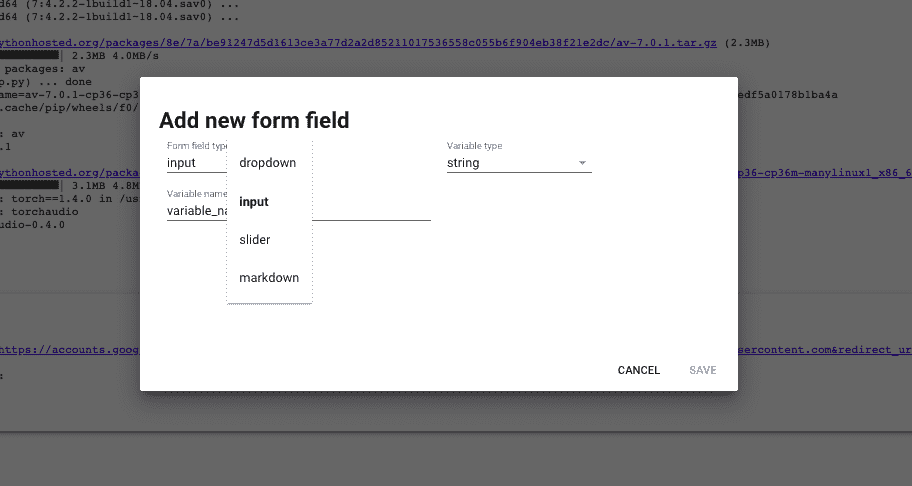 d64 (7:4.2.2-1build1~18.04.sav0) ...
d64 (7:4.2.2-1build1~18.04.sav0) ...
ythonhosted.org/packages/8e/7a/be91247d5d1613ce3a77d2a2d85211017536558c055b6f904eb38f21e2dc/av-7.0.1.tar.gz (2.3MB)
| 2.3MB 4.0MB/s
packages: av
p.py) ... done
ame=av-7.0.1-cp36-cp3
edf5a0178b1ba4a
.cache/pip/wheels/f0/
: av
.1
Add new form field
Form field type
Variable type
input
dropdown
string
ythonhosted.org/packa
p36-cp36m-manylinux1_x86_6
| 3.1MB 4.8M
Variable name
: torch==1.4.0 in /us
input
: torchaudio
variable_na
udio-0.4.0
slider
markdown
https://accounts.goog
sercontent.com&redirect_ur
:
CANCEL SAVE